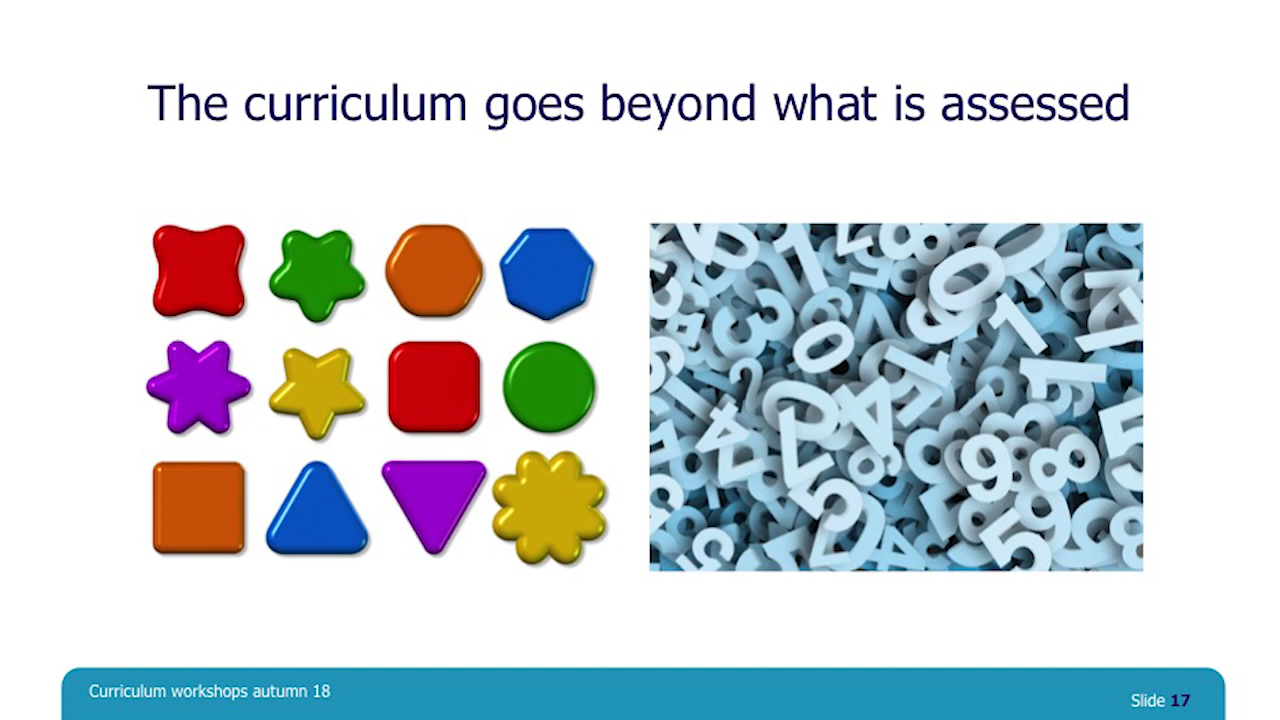 The curriculum goes beyond what is assessed
Curriculum workshops autumn 18
Slide 17